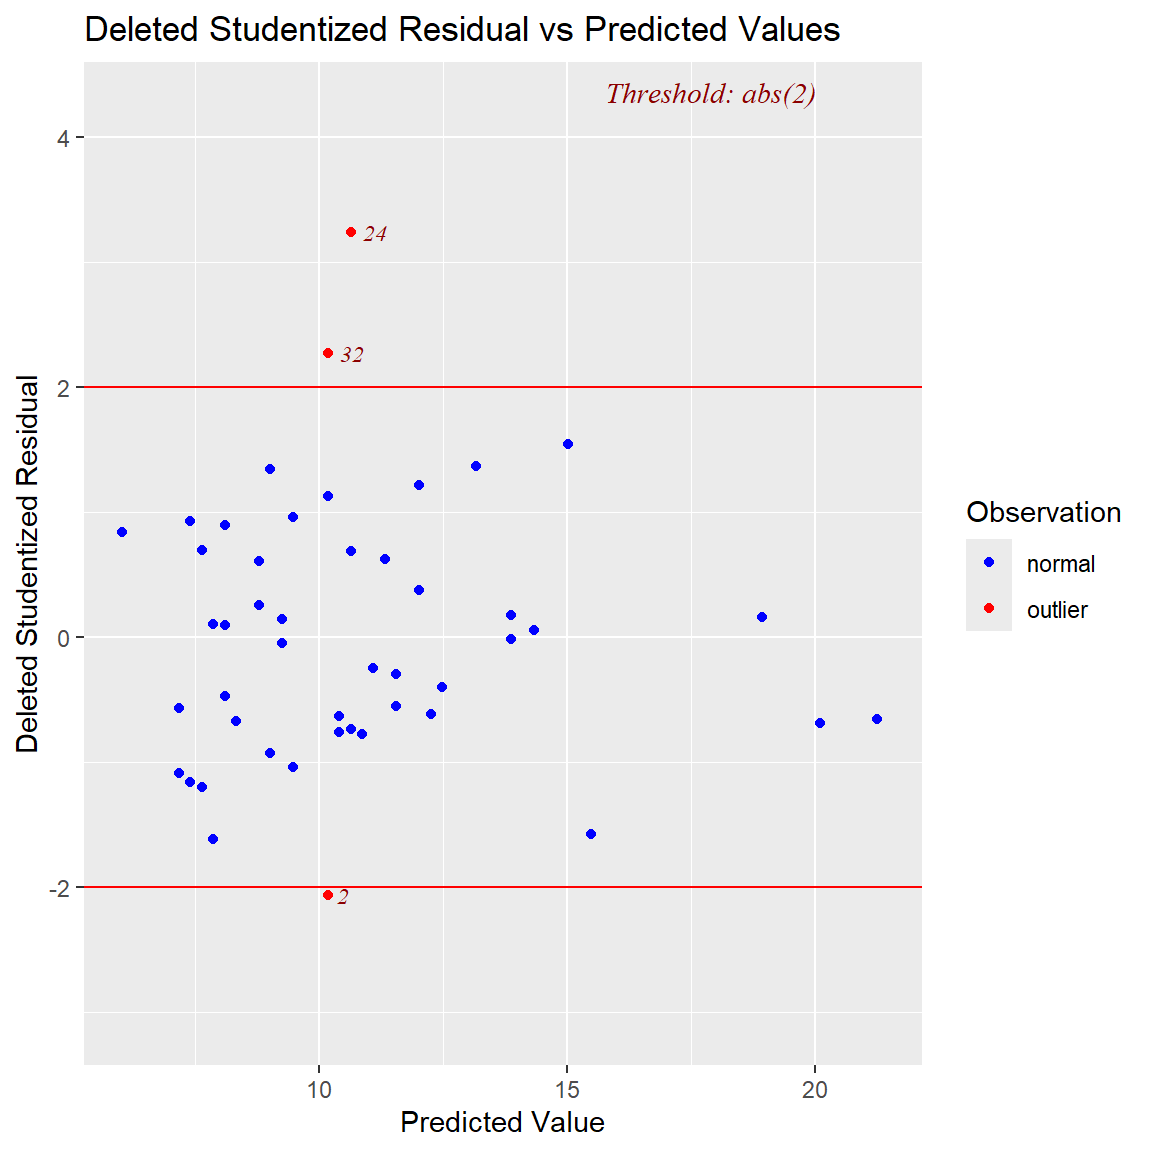 Deleted Studentized Residual vs Predicted Values
Threshold: abs(2)
4
24
32
2
Deleted Studentized Residual
Observation
normal
outlier
0
-2
2
10
15
20
Predicted Value